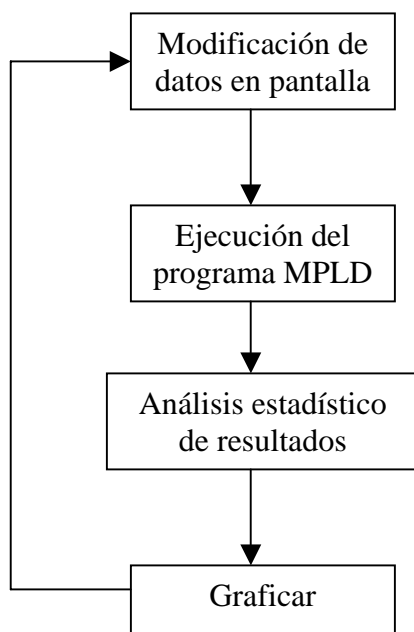 Modificación de
datos en pantalla
Ejecución del
programa MPLD
Análisis estadístico
de resultados
Graficar